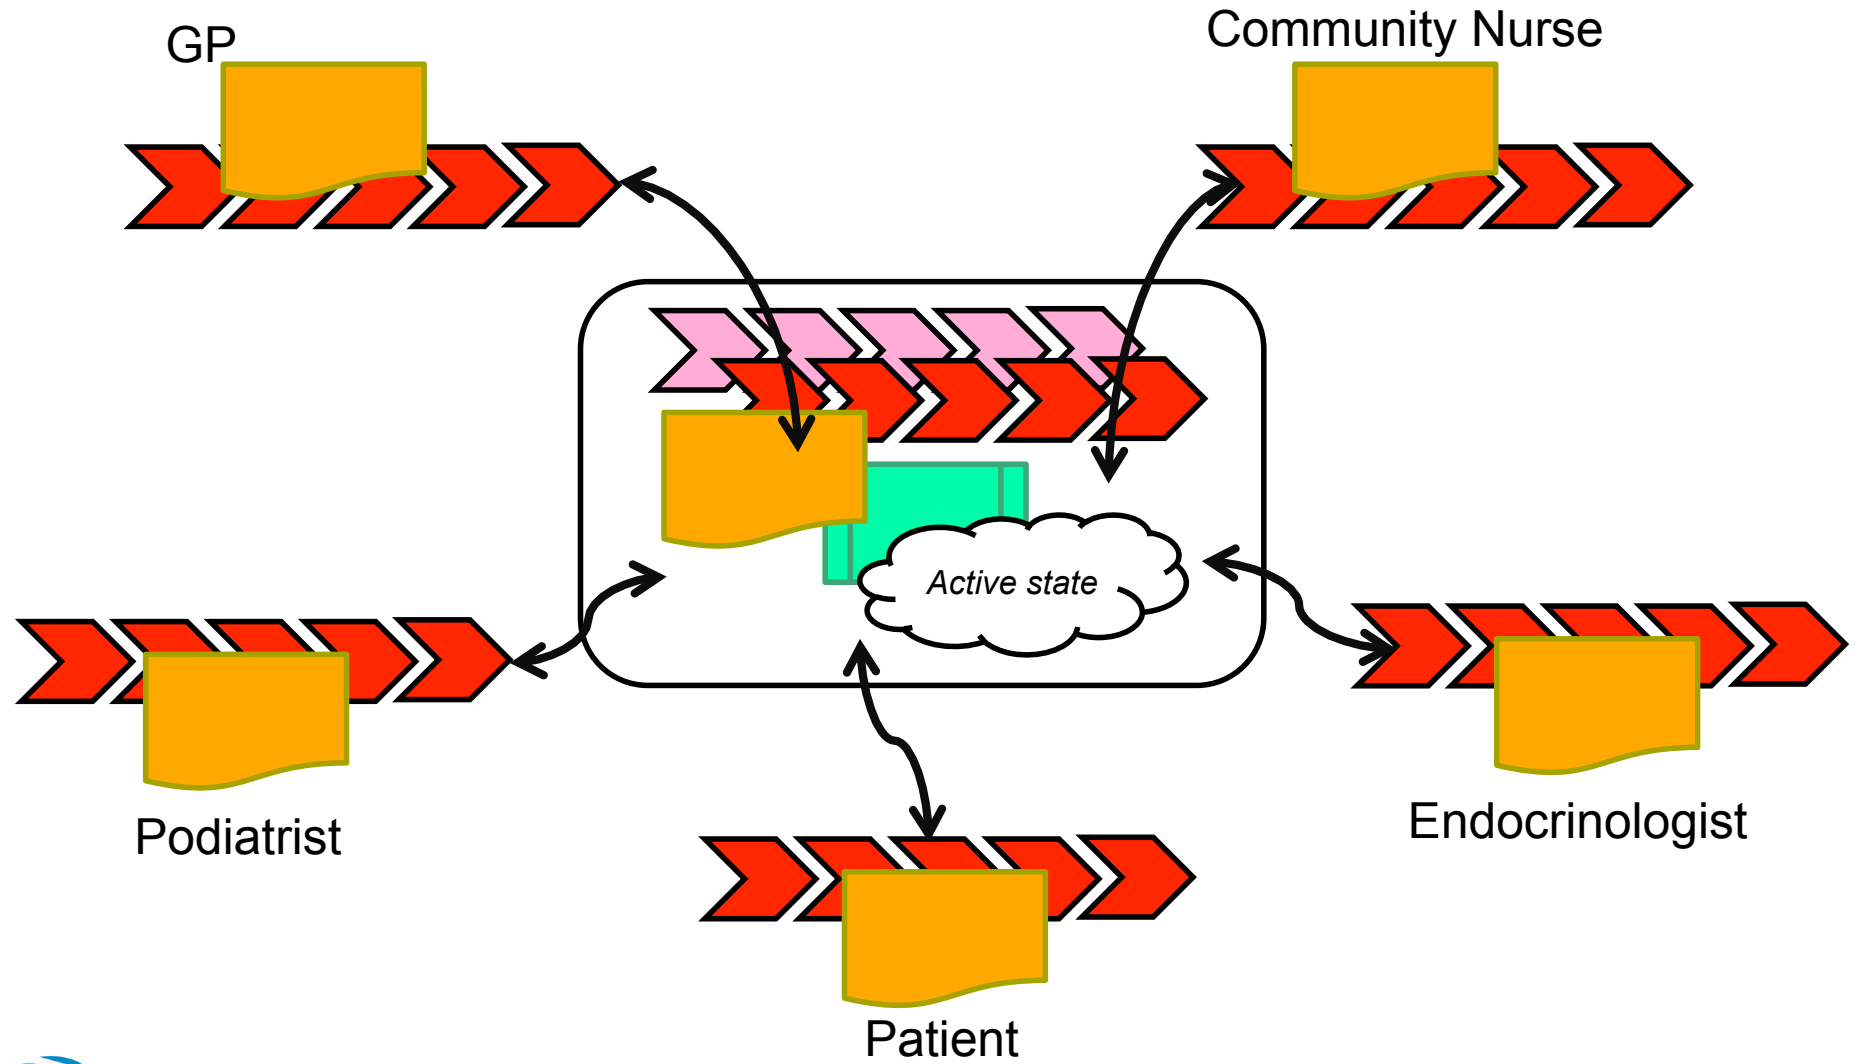 GP
Community Nurse
Active state
Podiatrist
Endocrinologist
Patient